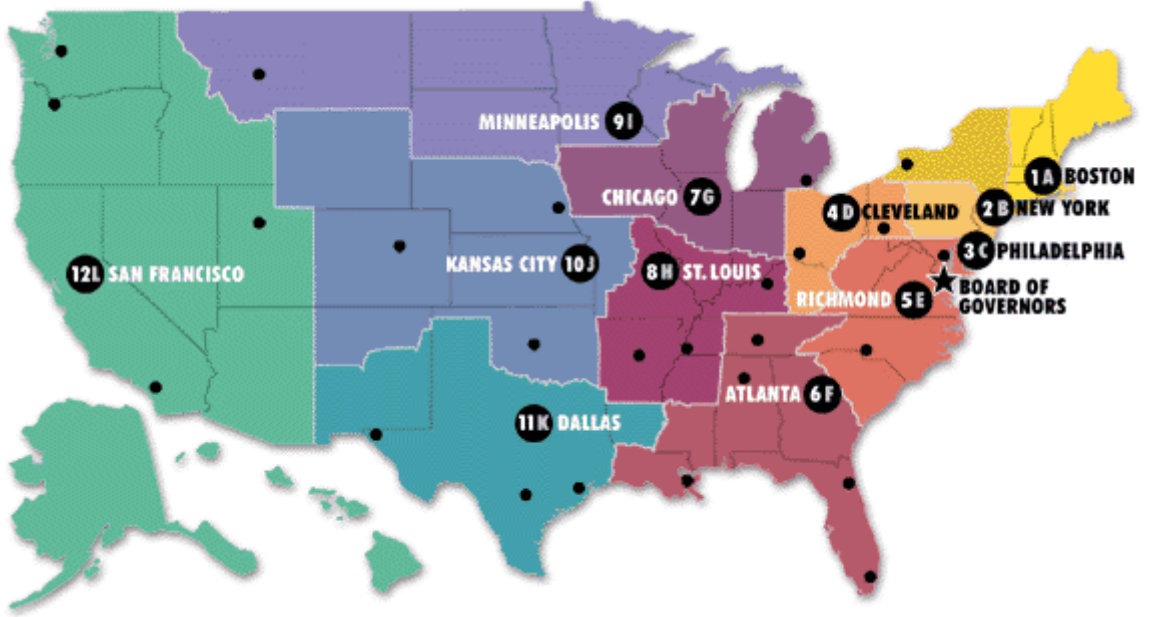 MINNEAPOLIS 9I
1A BOSTON
CHICAGO 7G
4D CLEVELAND
2B NEW YORK
3C PHILADELPHIA
KANSAS CITY 10J
8H ST. LOUIS
12L SAN FRANCISCO
RICHMOND 5E
BOARD OF
GOVERNORS
ATLANTA 6F
11K DALLAS